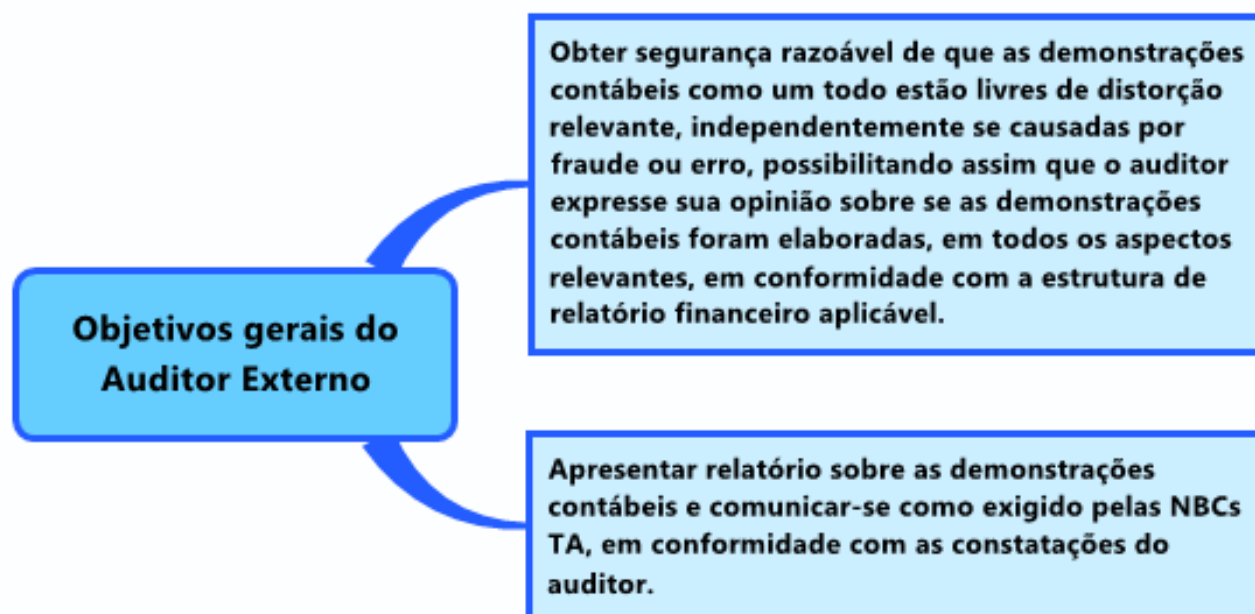 Obter segurança razoável de que as demonstrações
contábeis como um todo estão livres de distorção
relevante, independentemente se causadas por
fraude ou erro, possibilitando assim que o auditor
expresse sua opinião sobre se as demonstrações
contábeis foram elaboradas, em todos os aspectos
relevantes, em conformidade com a estrutura de
relatório financeiro aplicável.
Objetivos gerais do
Auditor Externo
Apresentar relatório sobre as demonstrações
contábeis e comunicar-se como exigido pelas NBCs
TA, em conformidade com as constatações do
auditor.